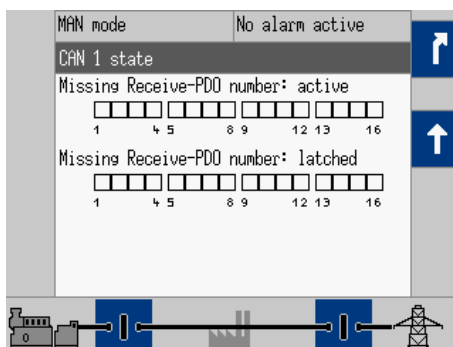 MAN mode No alarm active
CAN 1 state
Missing Receive-PDO number: active
1 4 5 8 9 12 13 16
Missing Receive-PDO number: latched
1 4 5 8 9 12 13 16
0